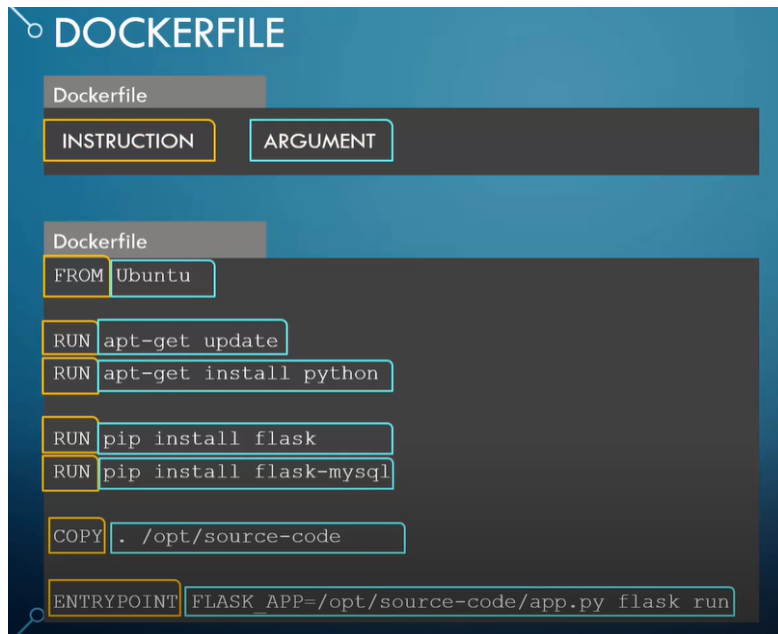 DOCKERFILE
Dockerfile
INSTRUCTION ARGUMENT
Dockerfile
FROM Ubuntu
RUN apt-get update
RUN apt-get install python
RUN pip install flask
RUN pip install flask-mysql
COPY . /opt/source-code
ENTRYPOINT FLASK_APP=/opt/source-code/app.py flask run